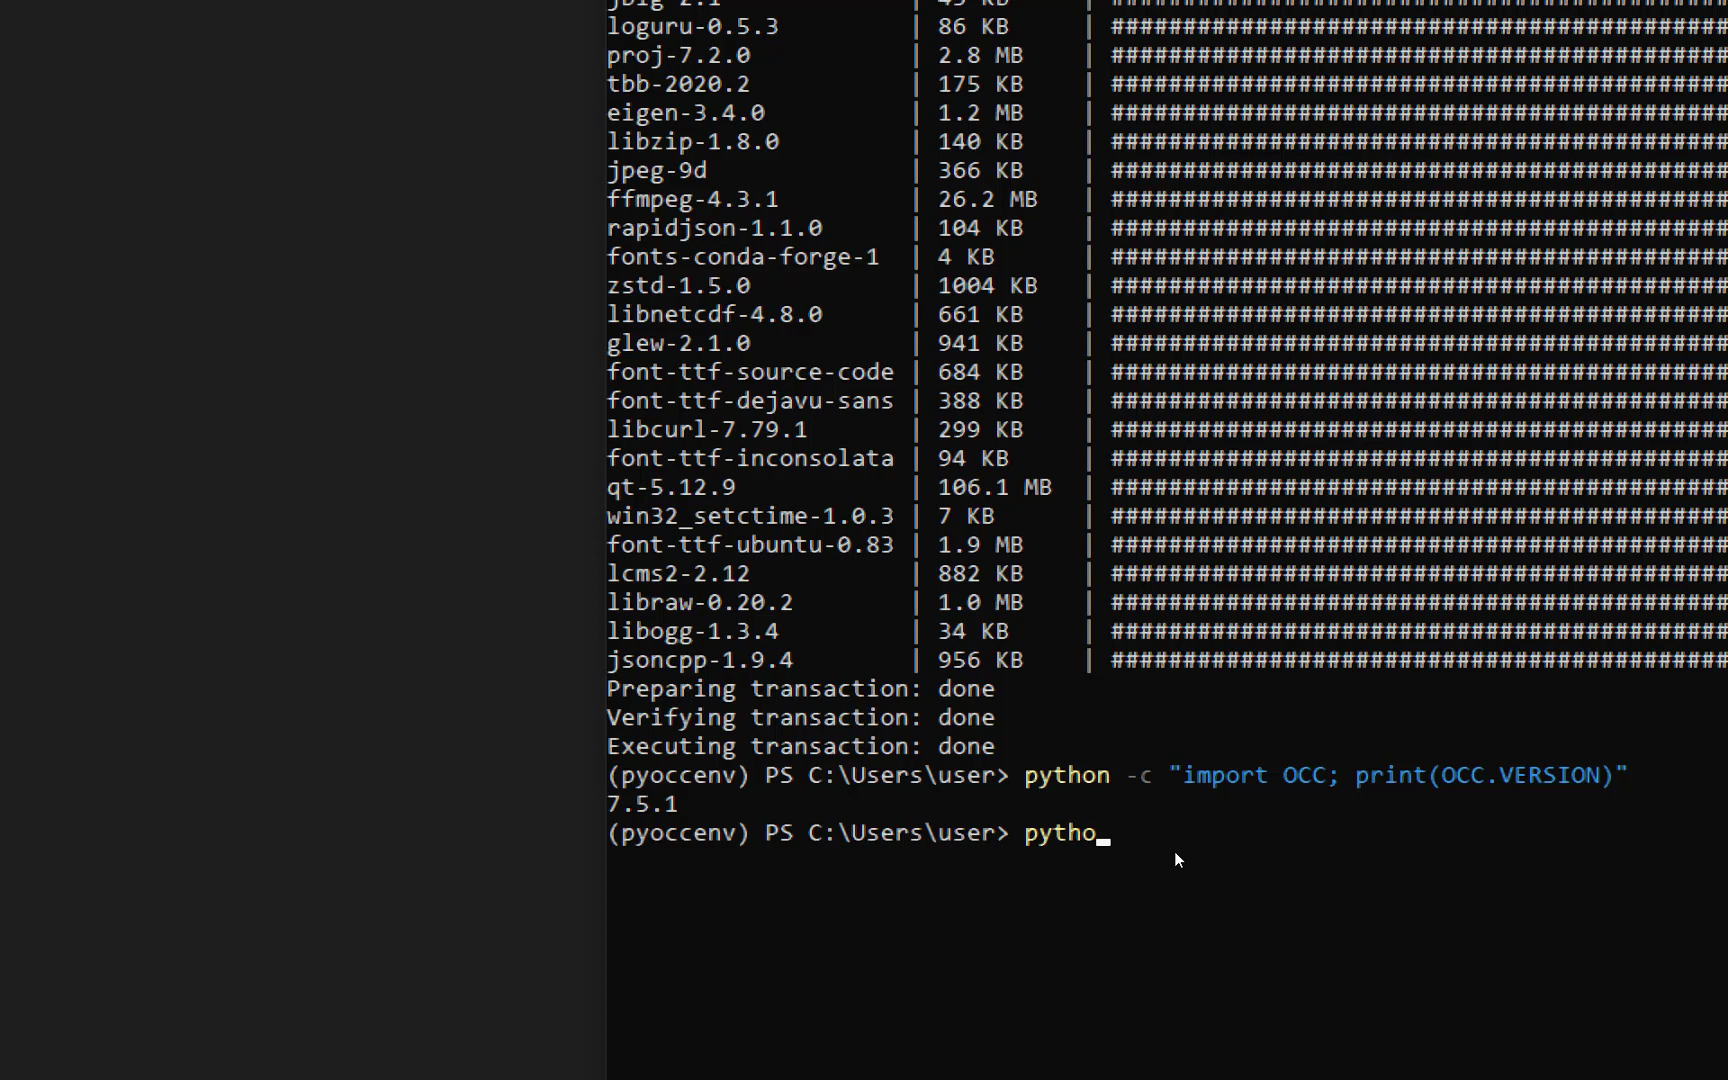 jbig-2.1 | 43 KB | ###########################################
loguru-0.5.3 | 86 KB | ###########################################
proj-7.2.0 | 2.8 MB | ###########################################
tbb-2020.2 | 175 KB | ###########################################
eigen-3.4.0 | 1.2 MB | ###########################################
libzip-1.8.0 | 140 KB | ###########################################
jpeg-9d | 366 KB | ###########################################
ffmpeg-4.3.1 | 26.2 MB | ###########################################
rapidjson-1.1.0 | 104 KB | ###########################################
fonts-conda-forge-1 | 4 KB | ###########################################
zstd-1.5.0 | 1004 KB | ###########################################
libnetcdf-4.8.0 | 661 KB | ###########################################
glew-2.1.0 | 941 KB | ###########################################
font-ttf-source-code | 684 KB | ###########################################
font-ttf-dejavu-sans | 388 KB | ###########################################
libcurl-7.79.1 | 299 KB | ###########################################
font-ttf-inconsolata | 94 KB | ###########################################
qt-5.12.9 | 106.1 MB | ###########################################
win32_setctime-1.0.3 | 7 KB | ###########################################
font-ttf-ubuntu-0.83 | 1.9 MB | ###########################################
lcms2-2.12 | 882 KB | ###########################################
libraw-0.20.2 | 1.0 MB | ###########################################
libogg-1.3.4 | 34 KB | ###########################################
jsoncpp-1.9.4 | 956 KB | ###########################################
Preparing transaction: done
Verifying transaction: done
Executing transaction: done
(pyoccenv) PS C:\Users\user> python -c "import OCC; print(OCC.VERSION)"
7.5.1
(pyoccenv) PS C:\Users\user> pytho